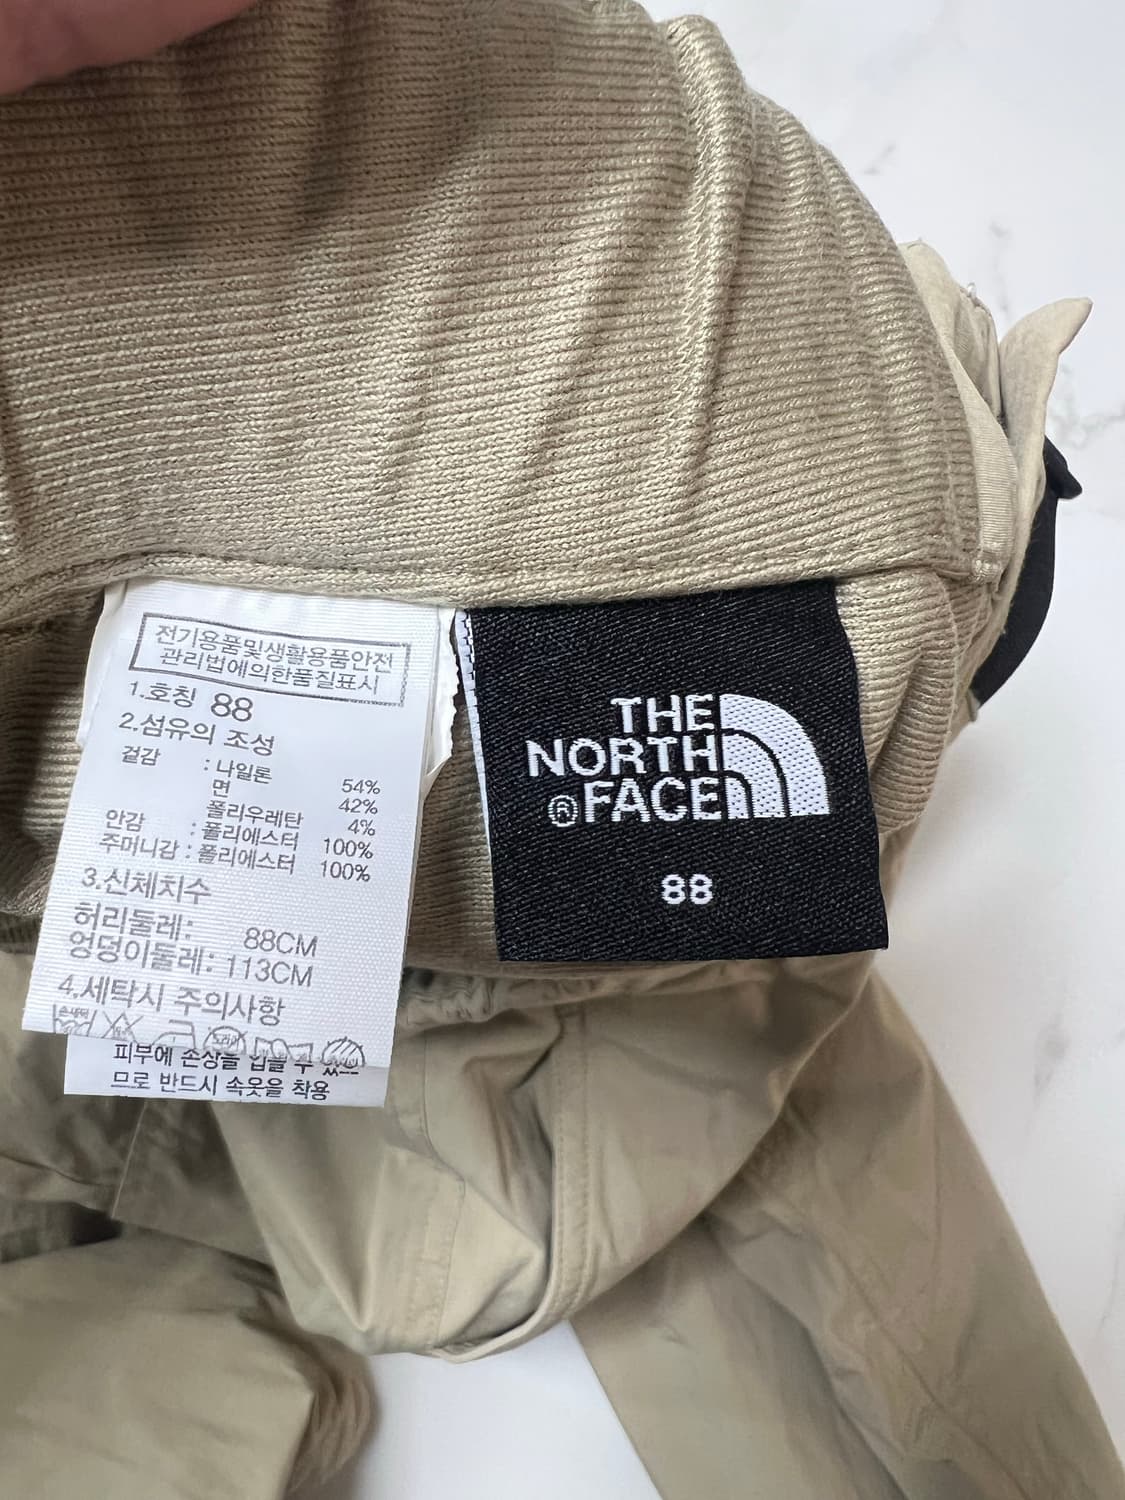 전기용품및생활용품안전
관리법에의한품질표시
1.호칭 88
2.섬유의 조성
겉감 : 나일론 54%
면 42%
폴리우레탄 4%
안감 : 폴리에스터 100%
주머니감 : 폴리에스터 100%
3.신체치수
허리둘레: 88CM
엉덩이둘레: 113CM
4.세탁시 주의사항
피부에 손상을 입을 수
므로 반드시 속옷을 착용
THE
NORTH
® FACE
88